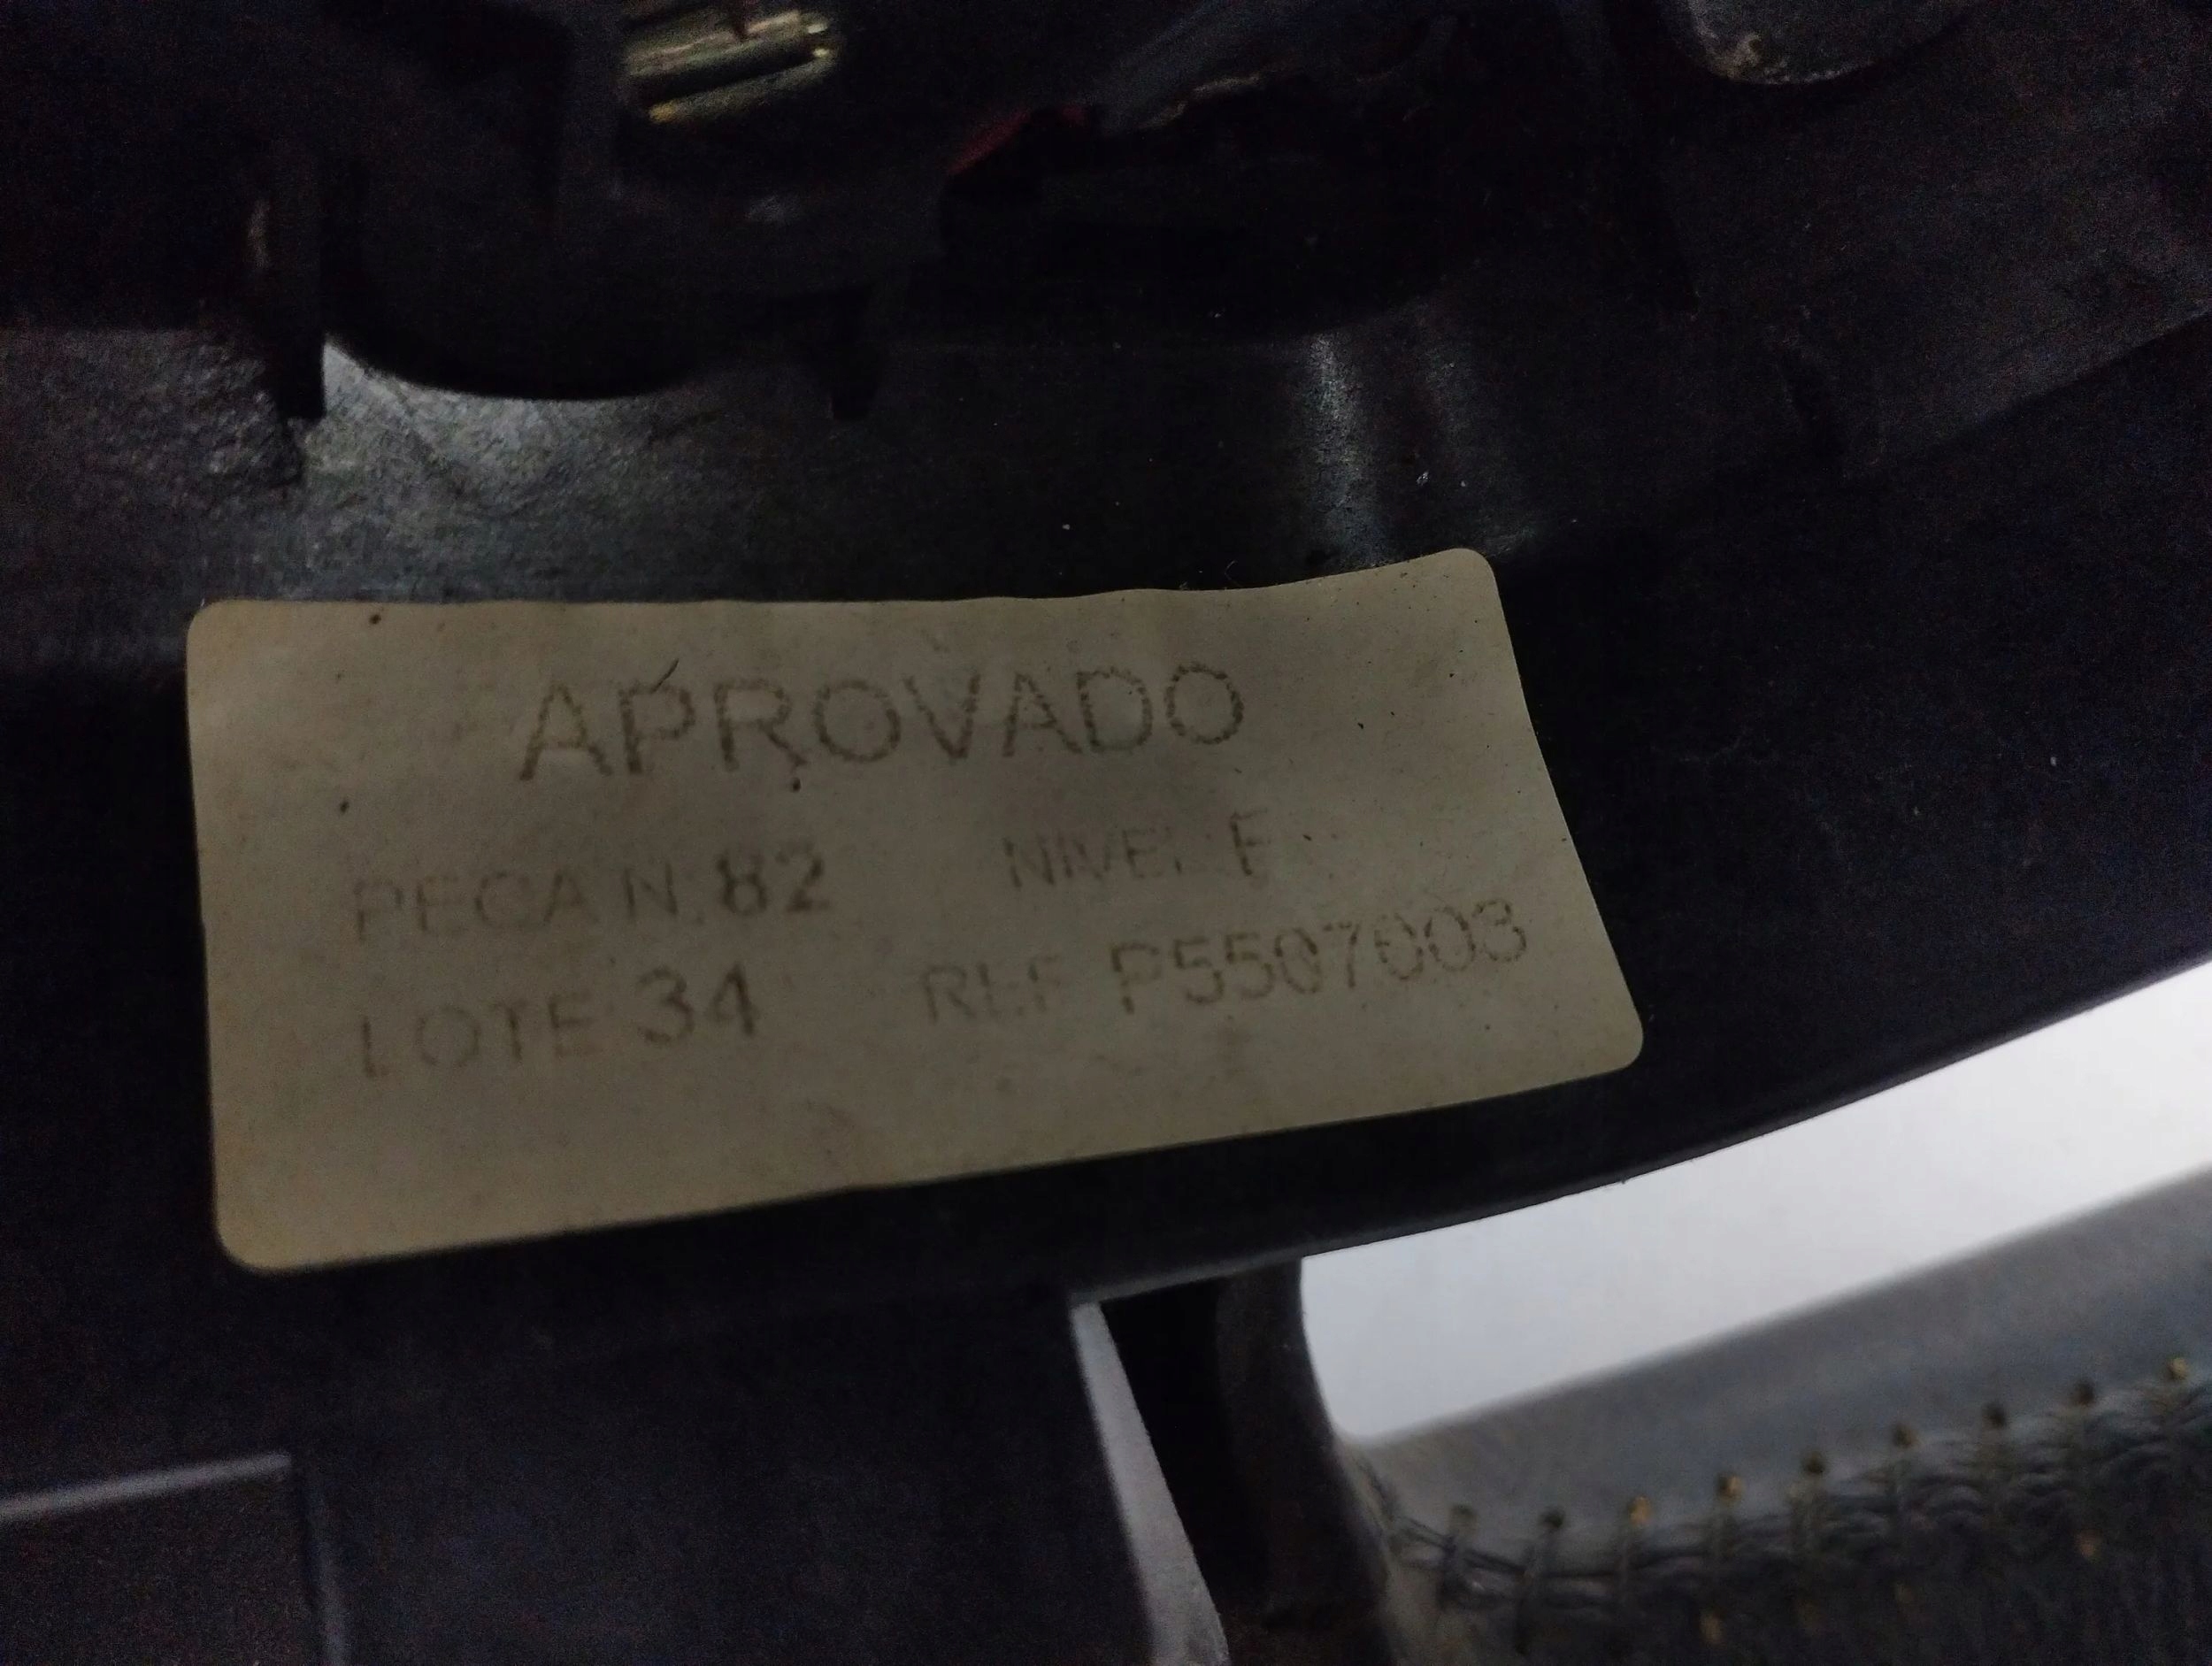 APROVADO
PECA N. 82 NIVEL F
LOTE 34 REF P5507003